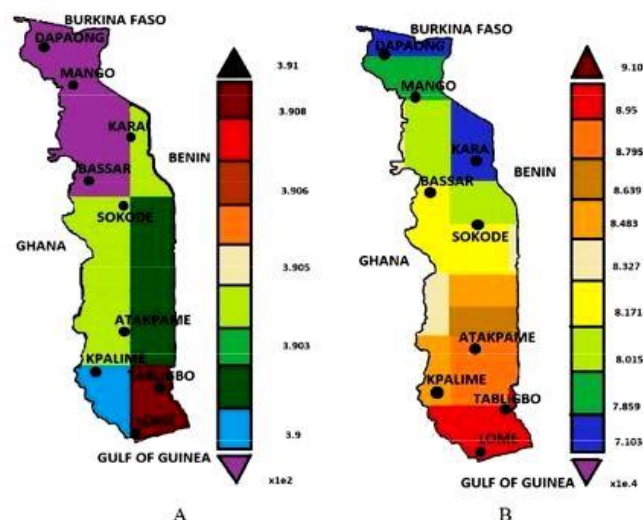 BURKINA FASO
DAPAONG
MANGO
KARA
BENIN
BASSAR
SOKODE
GHANA
ATAKPAME
KPALIME
TABLIGBO
LOME
GULF OF GUINEA
3.91
3.908
3.906
3.905
3.903
3.9
x1e2
A
BURKINA FASO
DAPAONG
MANGO
KARA
BENIN
BASSAR
SOKODE
GHANA
ATAKPAME
KPALIME
TABLIGBO
LOME
GULF OF GUINEA
9.10
8.95
8.795
8.639
8.483
8.327
8.171
8.015
7.859
7.103
x1e.4
B